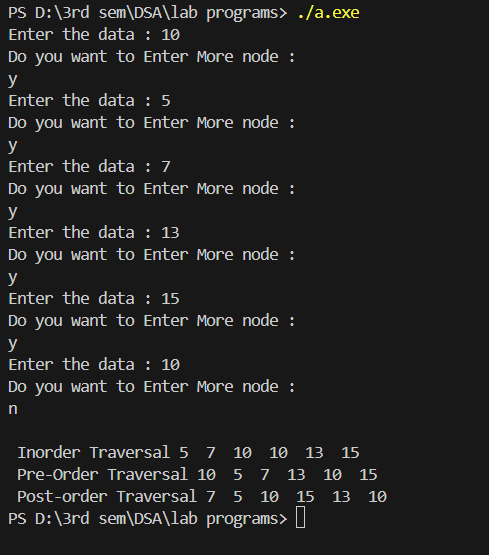 PS D:\3rd sem\DSA\lab programs> ./a.exe
Enter the data : 10
Do you want to Enter More node :
y
Enter the data : 5
Do you want to Enter More node :
y
Enter the data : 7
Do you want to Enter More node :
y
Enter the data : 13
Do you want to Enter More node :
y
Enter the data : 15
Do you want to Enter More node :
y
Enter the data : 10
Do you want to Enter More node :
n
Inorder Traversal 5 7 10 10 13 15
Pre-Order Traversal 10 5 7 13 10 15
Post-order Traversal 7 5 10 15 13 10
PS D:\3rd sem\DSA\lab programs>